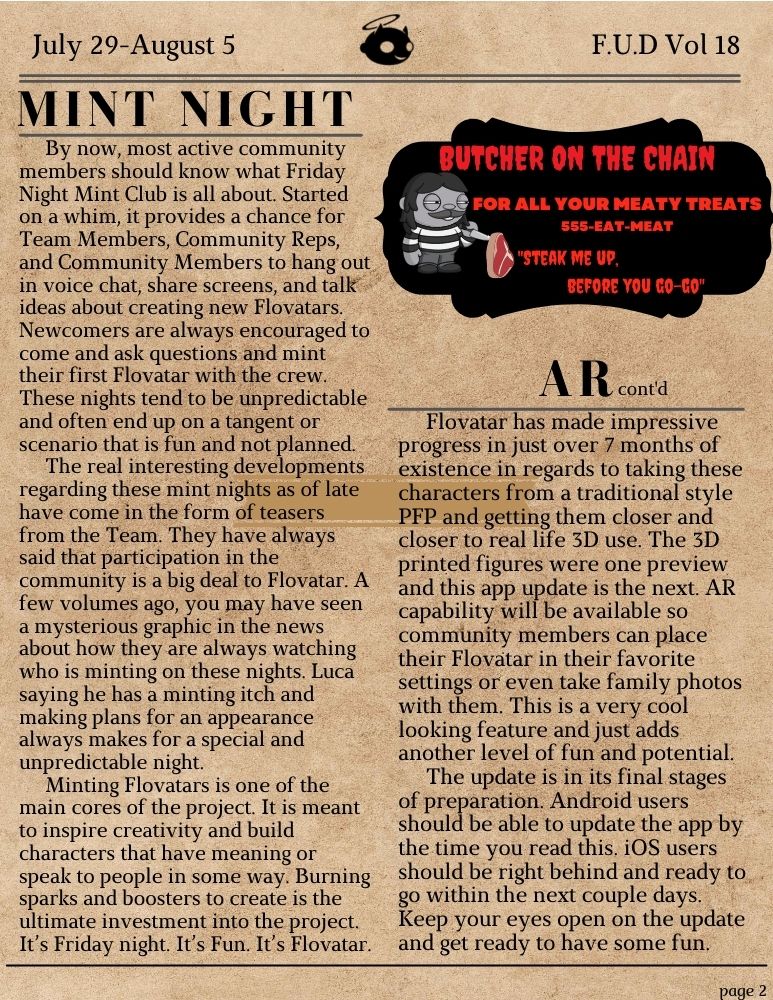 July 29-August 5
F.U.D Vol 18
MINT NIGHT
By now, most active community
members should know what Friday
Night Mint Club is all about. Started
on a whim, it provides a chance for
Team Members, Community Reps,
and Community Members to hang out
in voice chat, share screens, and talk
ideas about creating new Flovatars.
Newcomers are always encouraged to
come and ask questions and mint
their first Flovatar with the crew.
These nights tend to be unpredictable
and often end up on a tangent or
scenario that is fun and not planned.
The real interesting developments
regarding these mint nights as of late
have come in the form of teasers
from the Team. They have always
said that participation in the
community is a big deal to Flovatar. A
few volumes ago, you may have seen
a mysterious graphic in the news
about how they are always watching
who is minting on these nights. Luca
saying he has a minting itch and
making plans for an appearance
always makes for a special and
unpredictable night.
Minting Flovatars is one of the
main cores of the project. It is meant
to inspire creativity and build
characters that have meaning or
speak to people in some way. Burning
sparks and boosters to create is the
ultimate investment into the project.
It's Friday night. It's Fun. It's Flovatar.
BUTCHER ON THE CHAIN
FOR ALL YOUR MEATY TREATS
555-EAT-MEAT
"STEAK ME UP,
BEFORE YOU GO-GO"
AR cont'd
Flovatar has made impressive
progress in just over 7 months of
existence in regards to taking these
characters from a traditional style
PFP and getting them closer and
closer to real life 3D use. The 3D
printed figures were one preview
and this app update is the next. AR
capability will be available so
community members can place
their Flovatar in their favorite
settings or even take family photos
with them. This is a very cool
looking feature and just adds
another level of fun and potential.
The update is in its final stages
of preparation. Android users
should be able to update the app by
the time you read this. iOS users
should be right behind and ready to
go within the next couple days.
Keep your eyes open on the update
and get ready to have some fun.
page 2